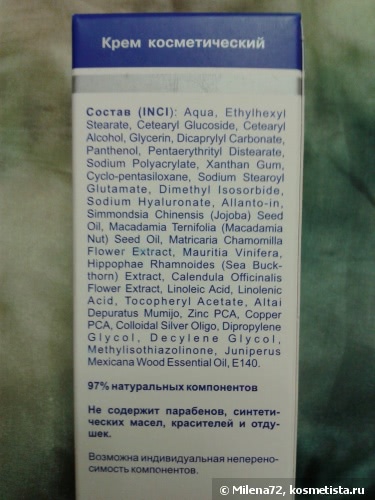 Крем косметический
Состав (INCI): Aqua, Ethylhexyl
Stearate, Cetearyl Glucoside, Cetearyl
Alcohol, Glycerin, Dicaprylyl Carbonate,
Panthenol, Pentaerythrityl Distearate,
Sodium Polyacrylate, Xanthan Gum,
Cyclo-pentasiloxane, Sodium Stearoyl
Glutamate, Dimethyl Isosorbide,
Sodium Hyaluronate, Allanto-in,
Simmondsia Chinensis (Jojoba) Seed
Oil, Macadamia Ternifolia (Macadamia
Nut) Seed Oil, Matricaria Chamomilla
Flower Extract, Mauritia Vinifera,
Hippophae Rhamnoides (Sea Buck-
thorn) Extract, Calendula Officinalis
Flower Extract, Linoleic Acid, Linolenic
Acid, Tocopheryl Acetate, Altai
Depuratus Mumijo, Zinc PCA, Copper
PCA, Colloidal Silver Oligo, Dipropylene
Glycol, Decylene Glycol,
Methylisothiazolinone, Juniperus
Mexicana Wood Essential Oil, E140.
97% натуральных компонентов
Не содержит парабенов, синтети-
ческих масел, красителей и отду-
шек.
Возможна индивидуальная неперено-
симость компонентов.
© Milena72, kosmetista.ru